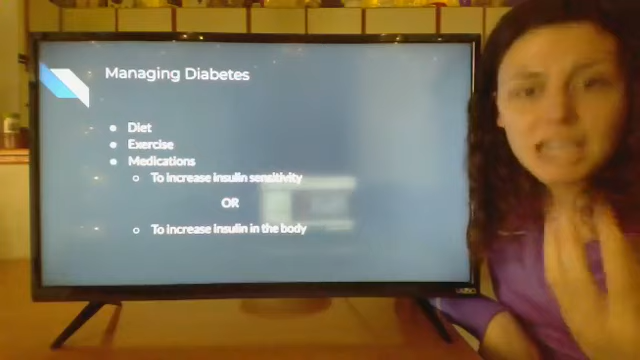 Managing Diabetes
Diet
Exercise
Medications
To increase insulin sensitivity
OR
To increase insulin in the body